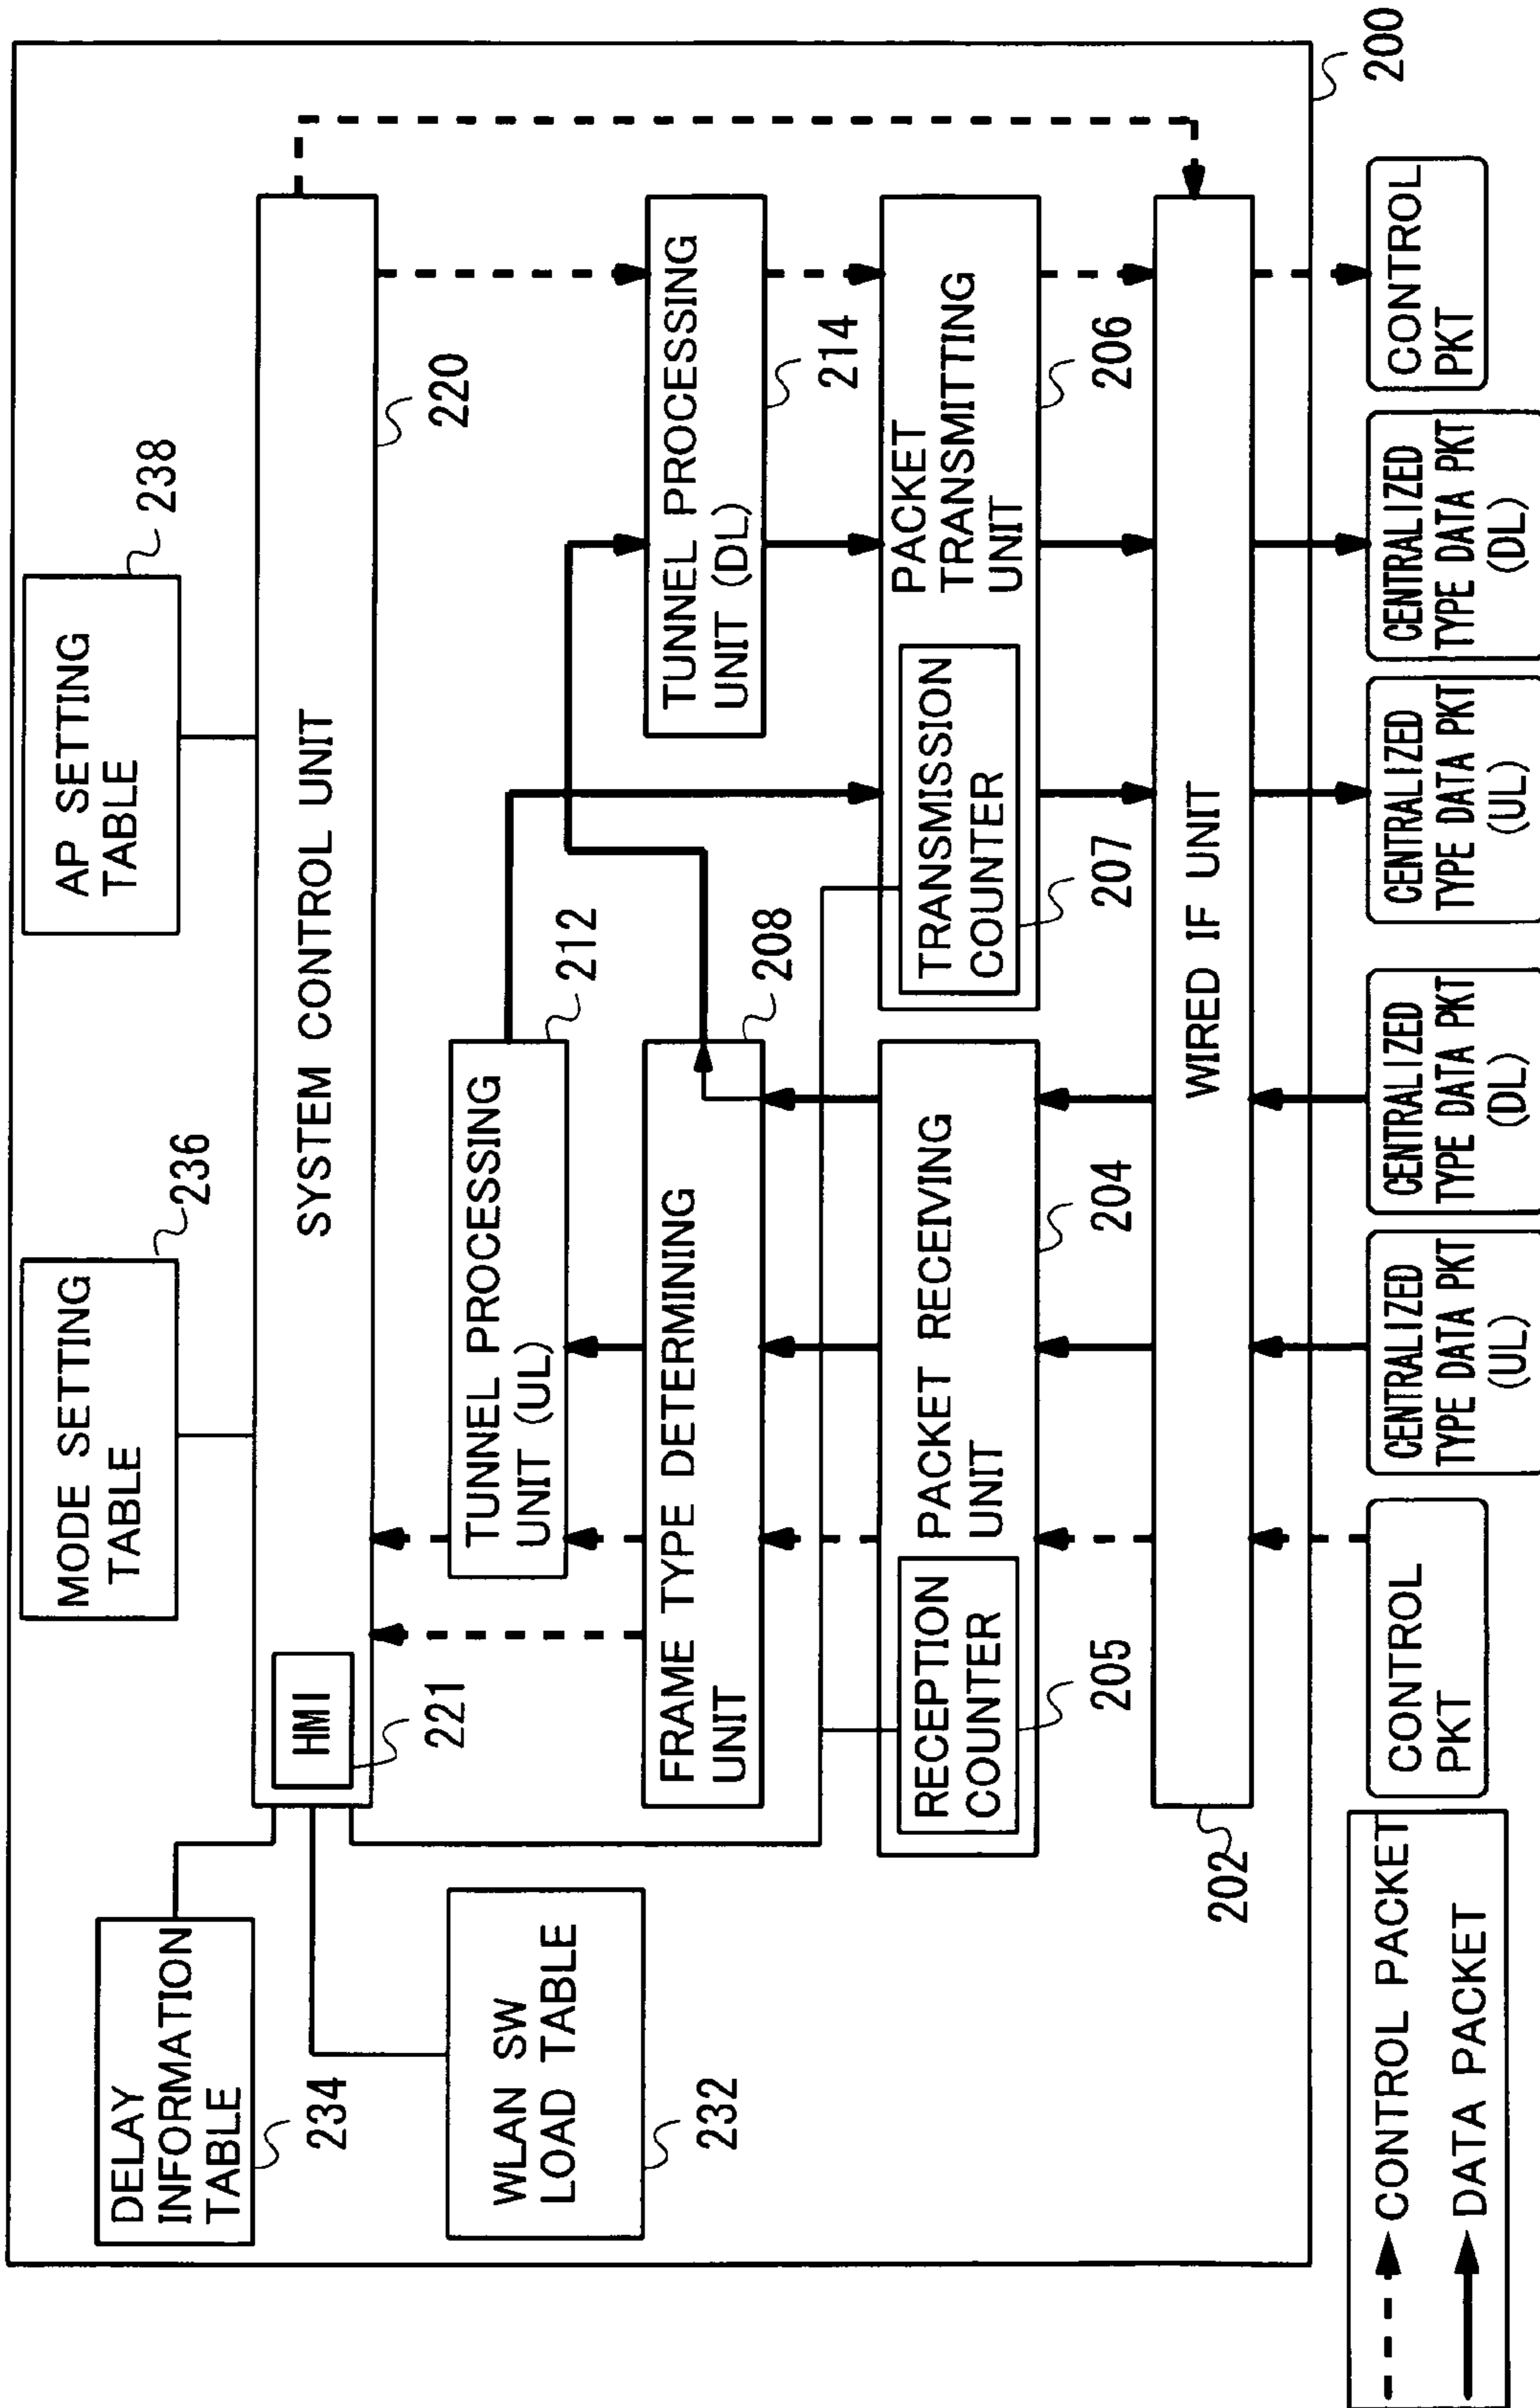 DELAY
INFORMATION
TABLE
234
MODE SETTING
TABLE
236
AP SETTING
TABLE
238
WLAN SW
LOAD TABLE
232
HMI
221
SYSTEM CONTROL UNIT
220
TUNNEL PROCESSING
UNIT (UL)
212
FRAME TYPE DETERMINING
UNIT
208
TUNNEL PROCESSING
UNIT (DL)
214
RECEPTION
COUNTER
205
PACKET RECEIVING
UNIT
204
TRANSMISSION
COUNTER
207
PACKET
TRANSMITTING
UNIT
206
WIRED IF UNIT
202
200
CONTROL
PKT
CENTRALIZED
TYPE DATA PKT
(UL)
CENTRALIZED
TYPE DATA PKT
(DL)
CENTRALIZED
TYPE DATA PKT
(UL)
CENTRALIZED
TYPE DATA PKT
(DL)
CONTROL
PKT
CONTROL PACKET
DATA PACKET